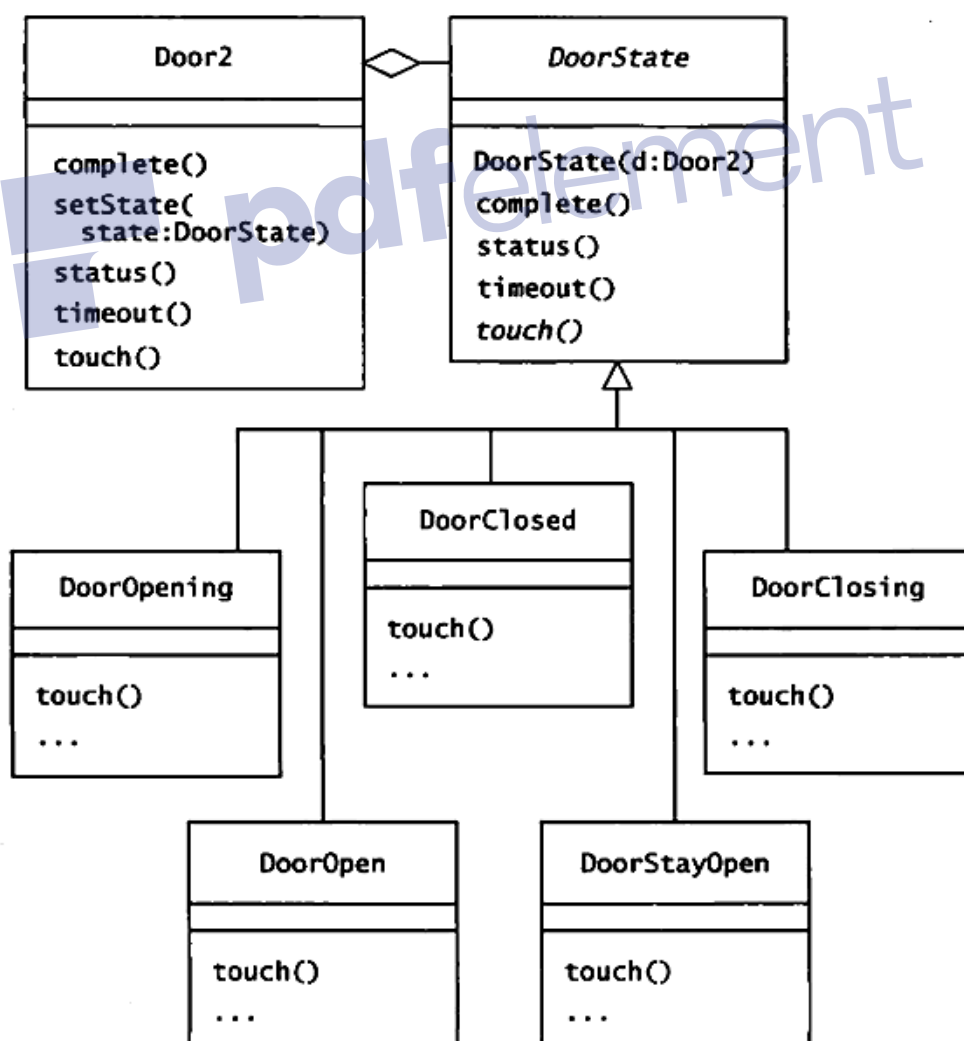 Door2
complete()
setState(
state:DoorState)
status()
timeout()
touch()
DoorState
DoorState(d:Door2)
complete()
status()
timeout()
touch()
pdfelement
DoorClosed
touch()
...
DoorOpening
touch()
...
DoorClosing
touch()
...
DoorOpen
touch()
...
DoorStayOpen
touch()
...